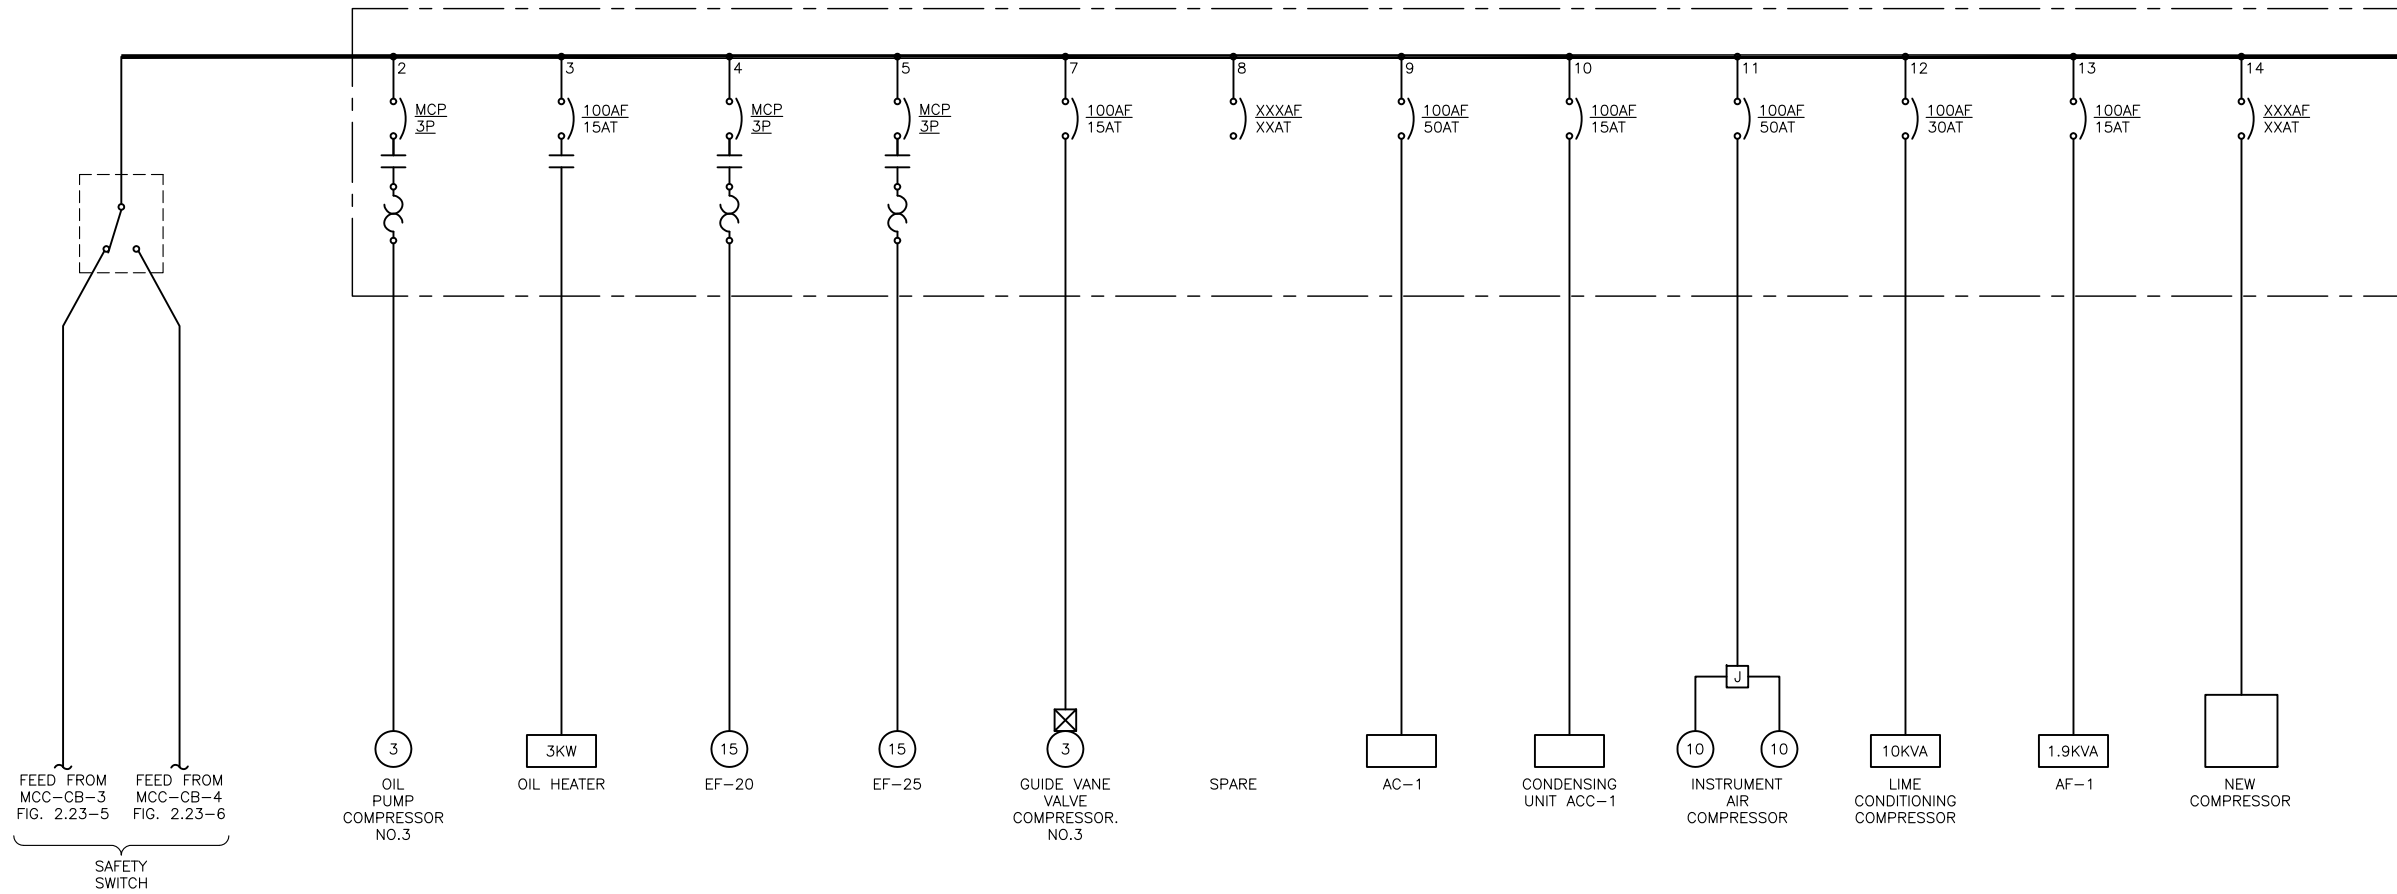 2
3
4
5
7
8
9
10
11
12
13
14
MCP
3P
100AF
15AT
MCP
3P
MCP
3P
100AF
15AT
XXXAF
XXAT
100AF
50AT
100AF
15AT
100AF
50AT
100AF
30AT
100AF
15AT
XXXAF
XXAT
J
3
3KW
15
15
3
10
10
10KVA
1.9KVA
FEED FROM
MCC-CB-3
FIG. 2.23-5
FEED FROM
MCC-CB-4
FIG. 2.23-6
SAFETY
SWITCH
OIL
PUMP
COMPRESSOR
NO.3
OIL HEATER
EF-20
EF-25
GUIDE VANE
VALVE
COMPRESSOR.
NO.3
SPARE
AC-1
CONDENSING
UNIT ACC-1
INSTRUMENT
AIR
COMPRESSOR
LIME
CONDITIONING
COMPRESSOR
AF-1
NEW
COMPRESSOR